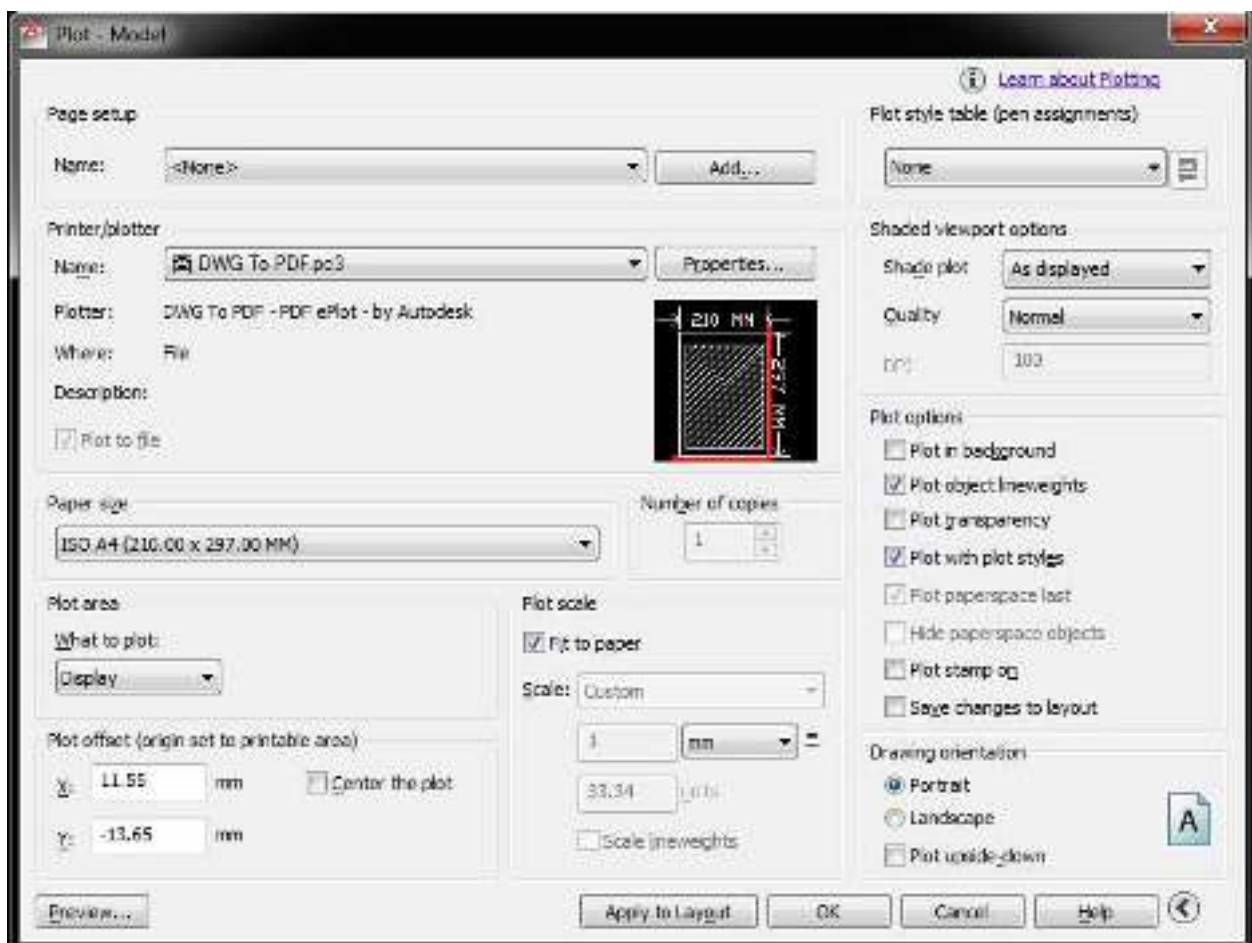 Plot - Model
Learn about Plotting
Page setup
Name: <None> Add...
Plot style table (pen assignments)
None
Printer/plotter
Name: DWG To PDF.pc3 Properties...
Plotter: DWG To PDF - PDF ePlot - by Autodesk
Where: File
Description:
Plot to file
210 MM
297 MM
Shaded viewport options
Shade plot As displayed
Quality Normal
DPI 100
Paper size
ISO A4 (210.00 x 297.00 MM)
Number of copies
1
Plot options
Plot in background
Plot object lineweights
Plot transparency
Plot with plot styles
Plot paperspace last
Hide paperspace objects
Plot stamp on
Save changes to layout
Plot area
What to plot:
Display
Plot scale
Fit to paper
Scale: Custom
1 mm =
33.34 units
Scale lineweights
Plot offset (origin set to printable area)
X: 11.55 mm Center the plot
Y: -13.65 mm
Drawing orientation
Portrait
Landscape
Plot upside-down
A
Preview... Apply to Layout OK Cancel Help